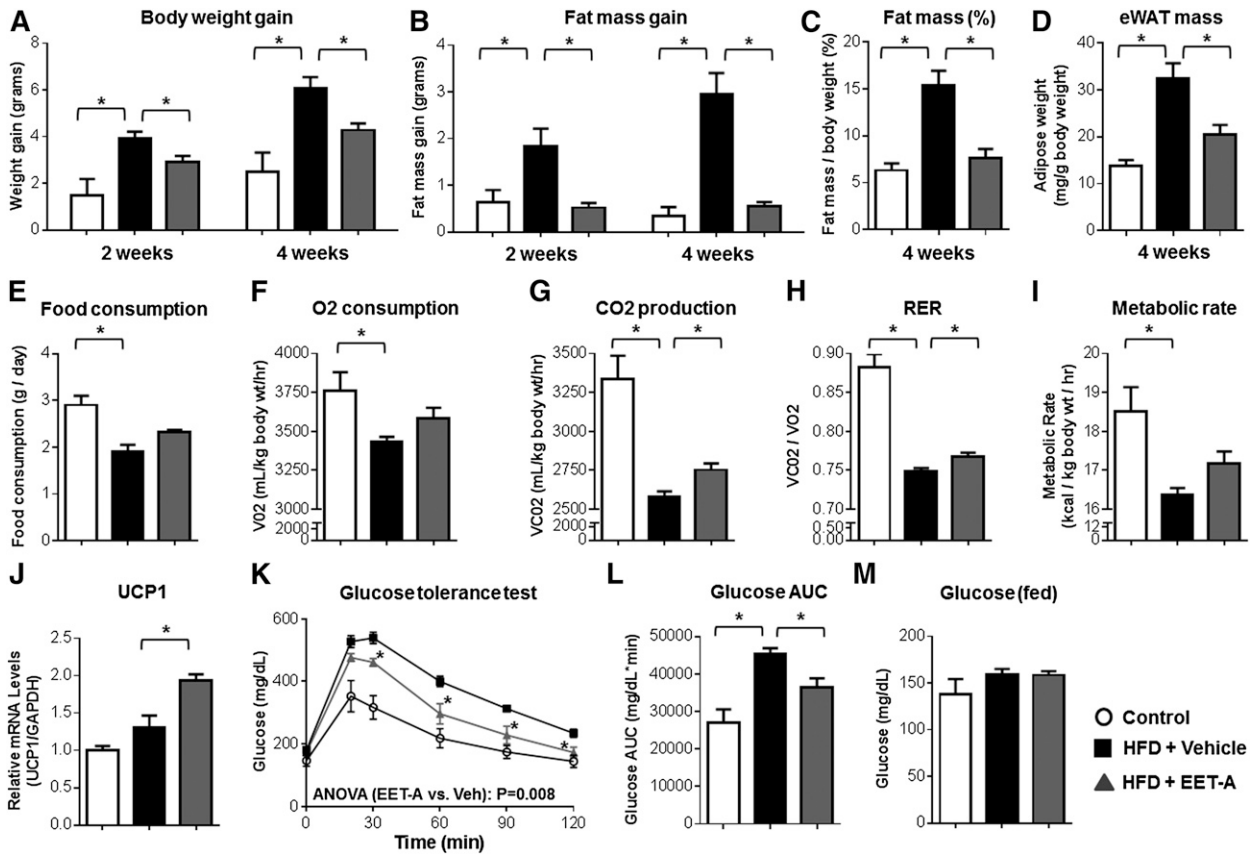 A Body weight gain
Weight gain (grams)
8
6
4
2
0
* * * *
2 weeks 4 weeks
B Fat mass gain
Fat mass gain (grams)
4
3
2
1
0
* * * *
2 weeks 4 weeks
C Fat mass (%)
Fat mass / body weight (%)
20
15
10
5
0
* *
4 weeks
D eWAT mass
Adipose weight
(mg/g body weight)
40
30
20
10
0
* *
4 weeks
E Food consumption
Food consumption (g / day)
4
3
2
1
0
*
F O2 consumption
V02 (mL/kg body wt/hr)
4000
3750
3500
3250
3000
2000
0
*
G CO2 production
VC02 (mL/kg body wt/hr)
3500
3250
3000
2750
2500
2000
0
* *
H RER
VC02 / VO2
0.90
0.85
0.80
0.75
0.70
0.50
0.00
* *
I Metabolic rate
Metabolic Rate
(kcal / kg body wt / hr)
19
18
17
16
12
0
*
J UCP1
Relative mRNA Levels
(UCP1/GAPDH)
2.5
2.0
1.5
1.0
0.5
0.0
*
K Glucose tolerance test
Glucose (mg/dL)
600
400
200
0
* * * *
ANOVA (EET-A vs. Veh): P=0.008
0 30 60 90 120
Time (min)
L Glucose AUC
Glucose AUC (mg/dL*min)
50000
40000
30000
20000
10000
0
* *
M Glucose (fed)
Glucose (mg/dL)
200
150
100
50
0
Control
HFD + Vehicle
HFD + EET-A